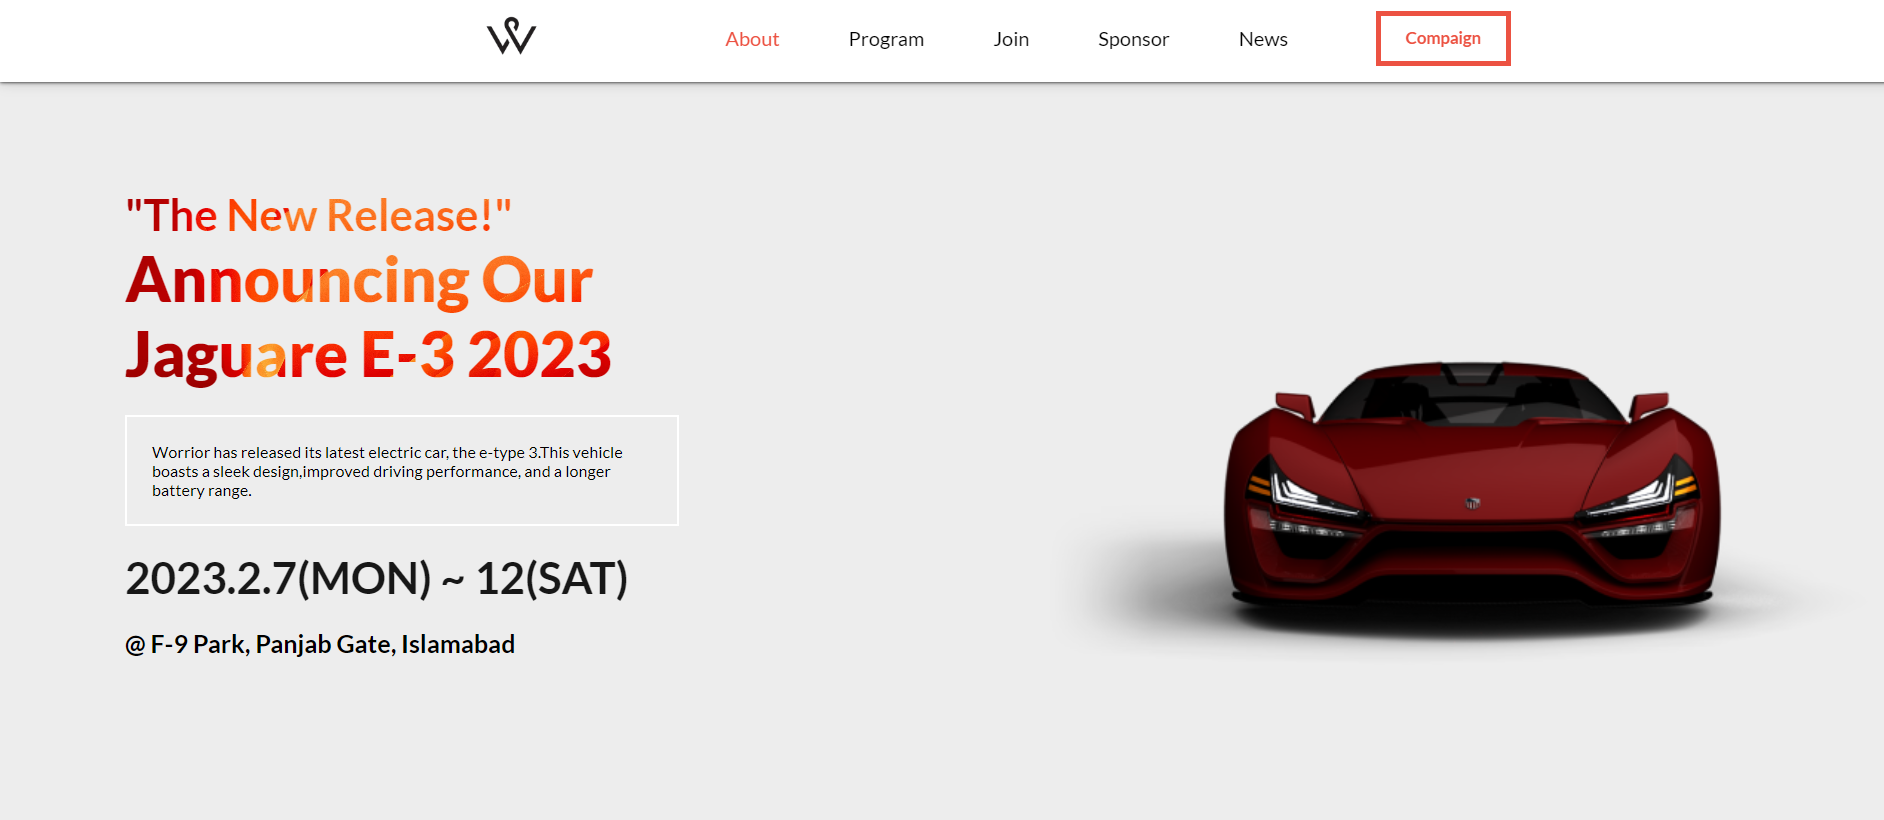 About Program Join Sponsor News Compaign
"The New Release!"
Announcing Our
Jaguare E-3 2023
Worrior has released its latest electric car, the e-type 3.This vehicle
boasts a sleek design,improved driving performance, and a longer
battery range.
2023.2.7(MON) ~ 12(SAT)
@ F-9 Park, Panjab Gate, Islamabad